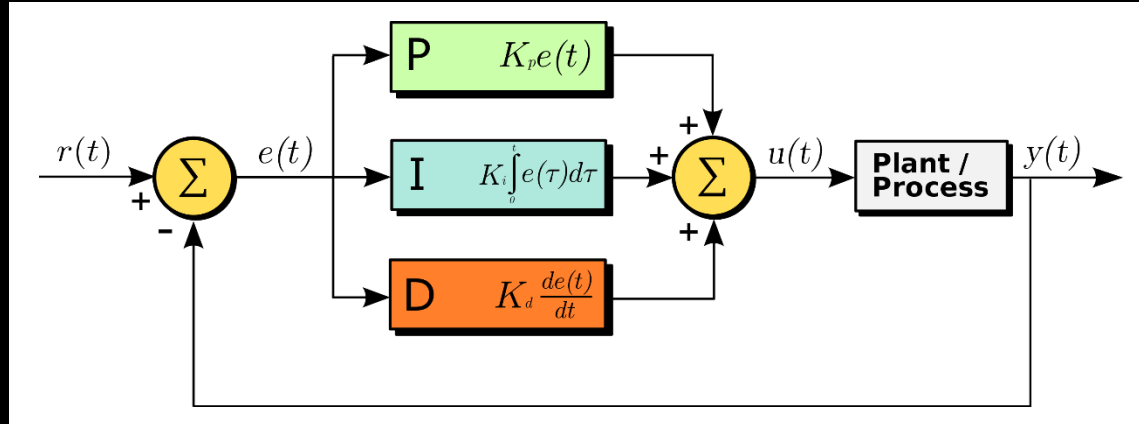 P K_p e(t)
r(t) Σ e(t) I K_i ∫_0^t e(τ)dτ Σ u(t) Plant / Process y(t)
+ - + + +
D K_d de(t)/dt